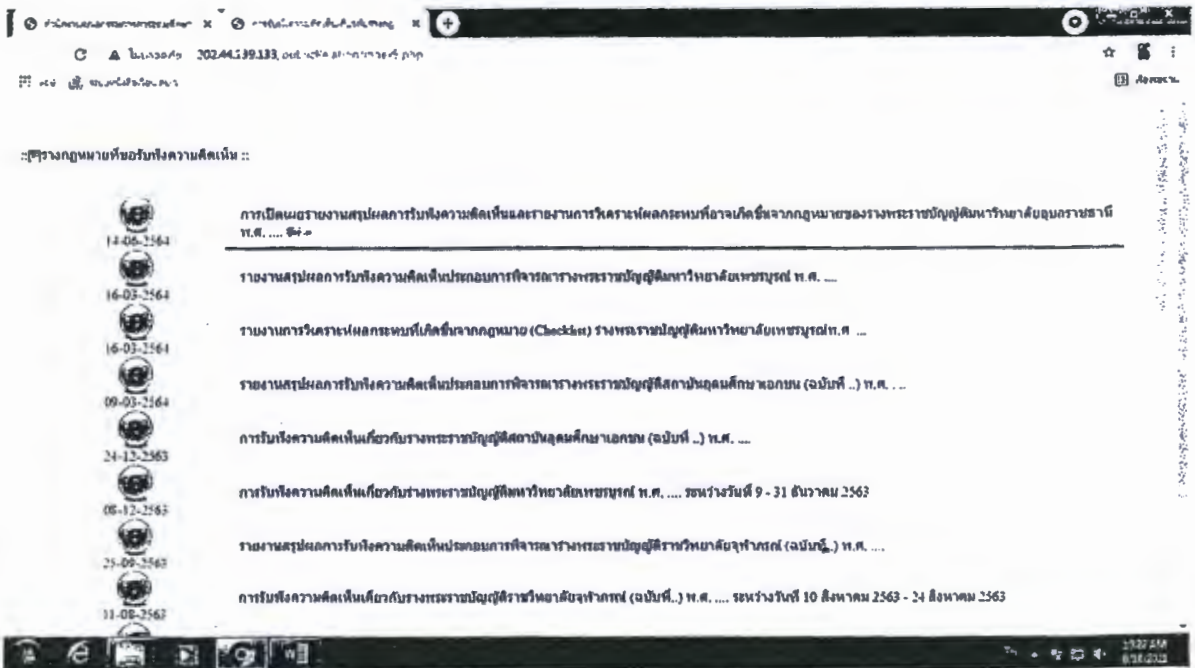 202.44.139.133
::ร่างกฎหมายที่ขอรับฟังความคิดเห็น ::
การเปิดเผยรายงานสรุปผลการรับฟังความคิดเห็นและรายงานการวิเคราะห์ผลกระทบที่อาจเกิดขึ้นจากกฎหมายของร่างพระราชบัญญัติมหาวิทยาลัยอุบลราชธานี
พ.ศ. ....
14-06-2564
รายงานสรุปผลการรับฟังความคิดเห็นประกอบการพิจารณาร่างพระราชบัญญัติมหาวิทยาลัยเพชรบูรณ์ พ.ศ. ....
16-03-2564
รายงานการวิเคราะห์ผลกระทบที่เกิดขึ้นจากกฎหมาย (Checklist) ร่างพระราชบัญญัติมหาวิทยาลัยเพชรบูรณ์พ.ศ ...
16-03-2564
รายงานสรุปผลการรับฟังความคิดเห็นประกอบการพิจารณาร่างพระราชบัญญัติสถาบันอุดมศึกษาเอกชน (ฉบับที่ ..) พ.ศ. . ..
09-03-2564
การรับฟังความคิดเห็นเกี่ยวกับร่างพระราชบัญญัติสถาบันอุดมศึกษาเอกชน (ฉบับที่ ..) พ.ศ. ....
24-12-2563
การรับฟังความคิดเห็นเกี่ยวกับร่างพระราชบัญญัติมหาวิทยาลัยเพชรบูรณ์ พ.ศ. .... ระหว่างวันที่ 9 - 31 ธันวาคม 2563
08-12-2563
รายงานสรุปผลการรับฟังความคิดเห็นประกอบการพิจารณาร่างพระราชบัญญัติราชวิทยาลัยจุฬาภรณ์ (ฉบับที่..) พ.ศ. ....
25-09-2563
การรับฟังความคิดเห็นเกี่ยวกับร่างพระราชบัญญัติราชวิทยาลัยจุฬาภรณ์ (ฉบับที่..) พ.ศ. .... ระหว่างวันที่ 10 สิงหาคม 2563 - 24 สิงหาคม 2563
11-08-2563